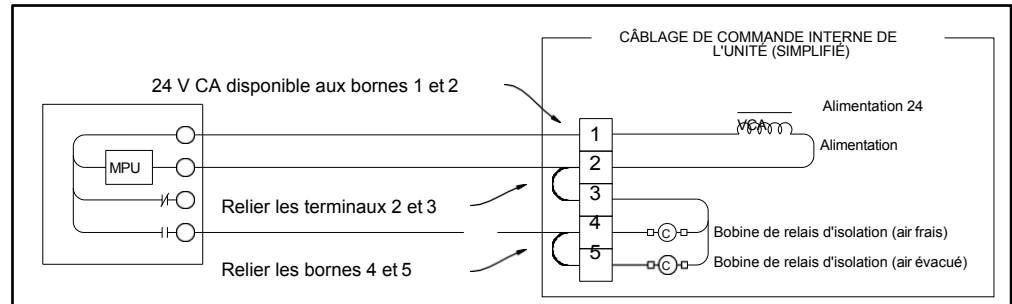 CÂBLAGE DE COMMANDE INTERNE DE
L'UNITÉ (SIMPLIFIÉ)
24 V CA disponible aux bornes 1 et 2
Alimentation 24
VCA
Alimentation
1
2
3
4
5
MPU
Relier les terminaux 2 et 3
Relier les bornes 4 et 5
C
Bobine de relais d'isolation (air frais)
C
Bobine de relais d'isolation (air évacué)